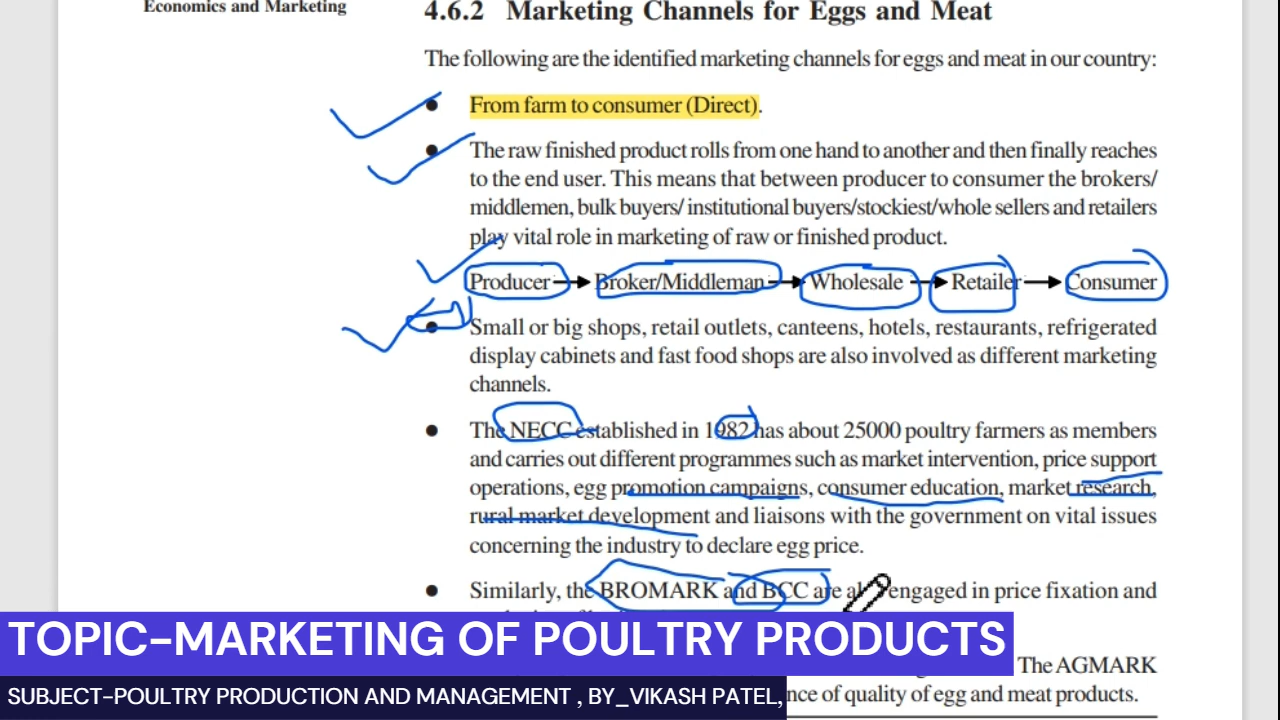 Economics and Marketing
4.6.2 Marketing Channels for Eggs and Meat
The following are the identified marketing channels for eggs and meat in our country:
• From farm to consumer (Direct).
• The raw finished product rolls from one hand to another and then finally reaches
to the end user. This means that between producer to consumer the brokers/
middlemen, bulk buyers/ institutional buyers/stockiest/whole sellers and retailers
play vital role in marketing of raw or finished product.
Producer → Broker/Middleman → Wholesale → Retailer → Consumer
• Small or big shops, retail outlets, canteens, hotels, restaurants, refrigerated
display cabinets and fast food shops are also involved as different marketing
channels.
• The NECC established in 1982 has about 25000 poultry farmers as members
and carries out different programmes such as market intervention, price support
operations, egg promotion campaigns, consumer education, market research,
rural market development and liaisons with the government on vital issues
concerning the industry to declare egg price.
• Similarly, the BROMARK and BCC are engaged in price fixation and
TOPIC-MARKETING OF POULTRY PRODUCTS
The AGMARK
SUBJECT-POULTRY PRODUCTION AND MANAGEMENT , BY_VIKASH PATEL,
of quality of egg and meat products.